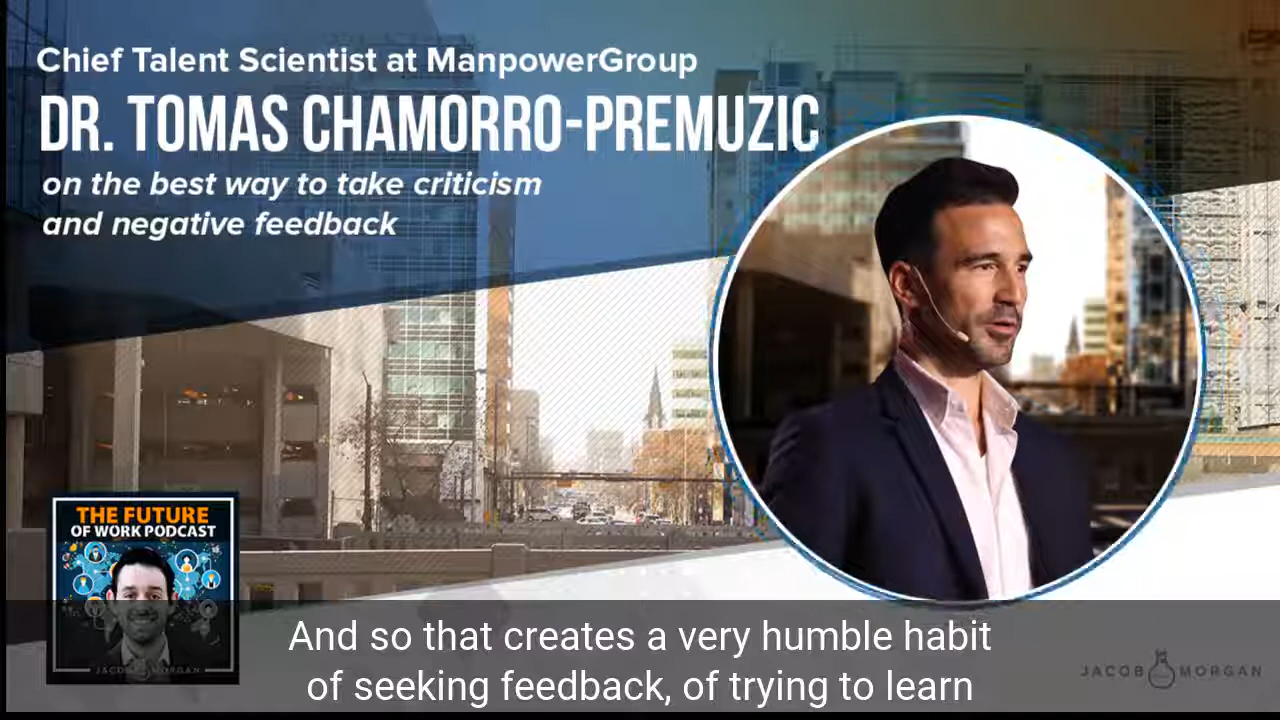 Chief Talent Scientist at ManpowerGroup
DR. TOMAS CHAMORRO-PREMUZIC
on the best way to take criticism
and negative feedback
THE FUTURE
OF WORK PODCAST
JACOB MORGAN
And so that creates a very humble habit
of seeking feedback, of trying to learn
JACOB MORGAN